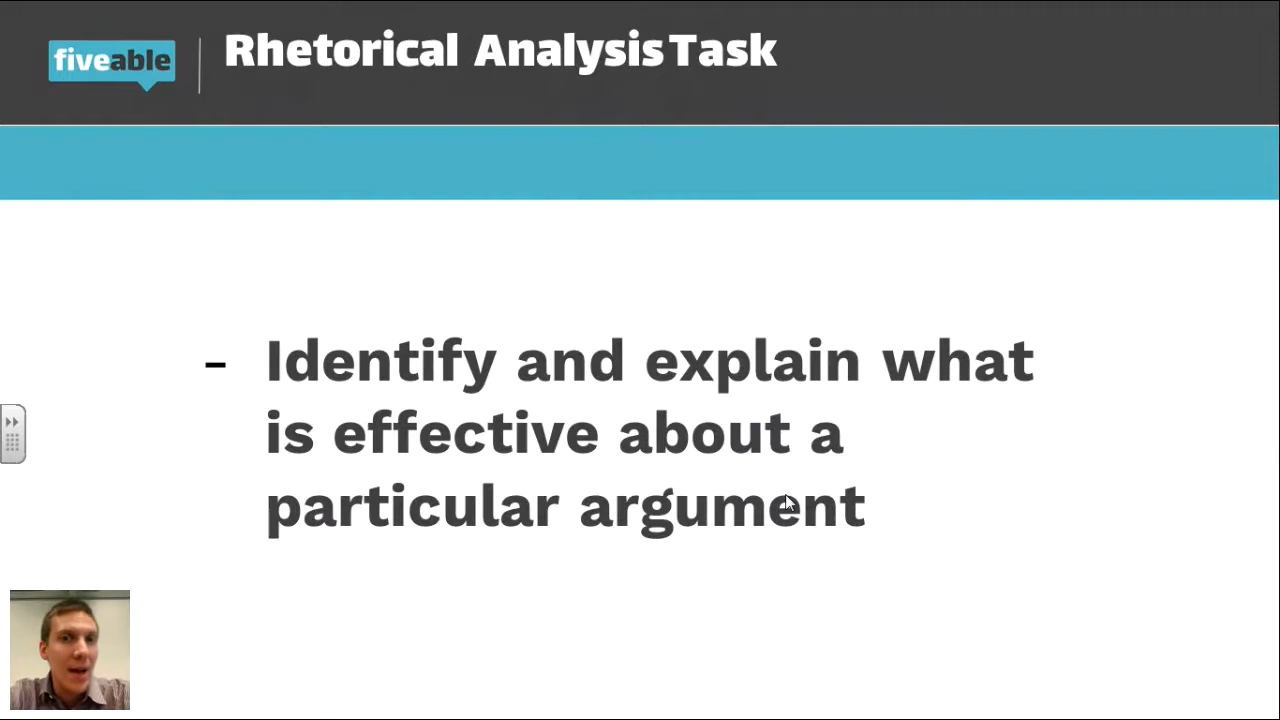 fiveable
Rhetorical Analysis Task
- Identify and explain what
is effective about a
particular argument